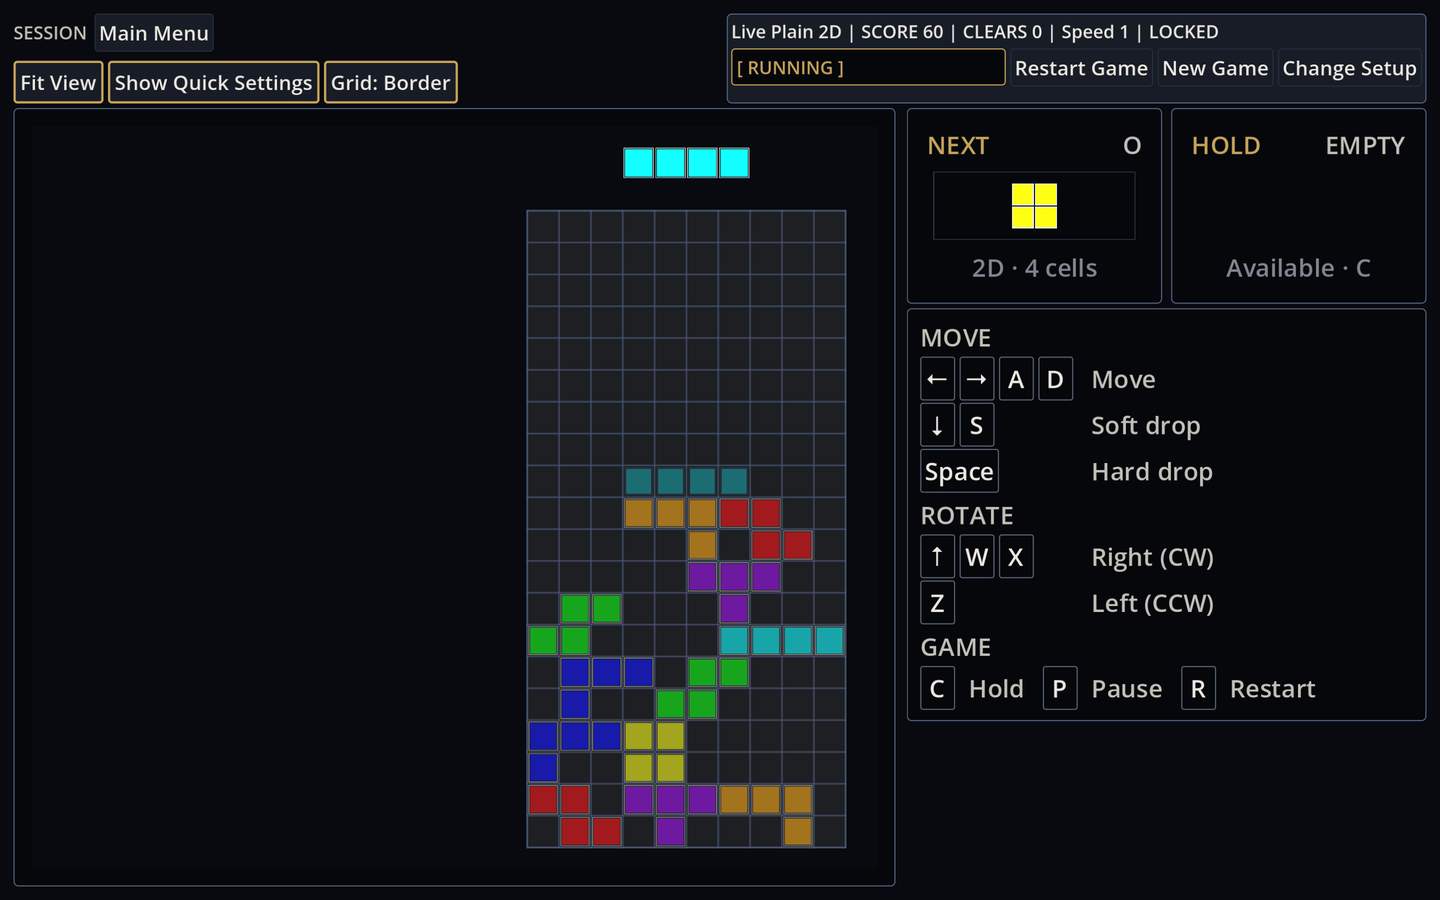 SESSION Main Menu
Fit View Show Quick Settings Grid: Border
Live Plain 2D | SCORE 60 | CLEARS 0 | Speed 1 | LOCKED
[ RUNNING ] Restart Game New Game Change Setup
NEXT O
2D · 4 cells
HOLD EMPTY
Available · C
MOVE
← → A D Move
↓ S Soft drop
Space Hard drop
ROTATE
↑ W X Right (CW)
Z Left (CCW)
GAME
C Hold P Pause R Restart